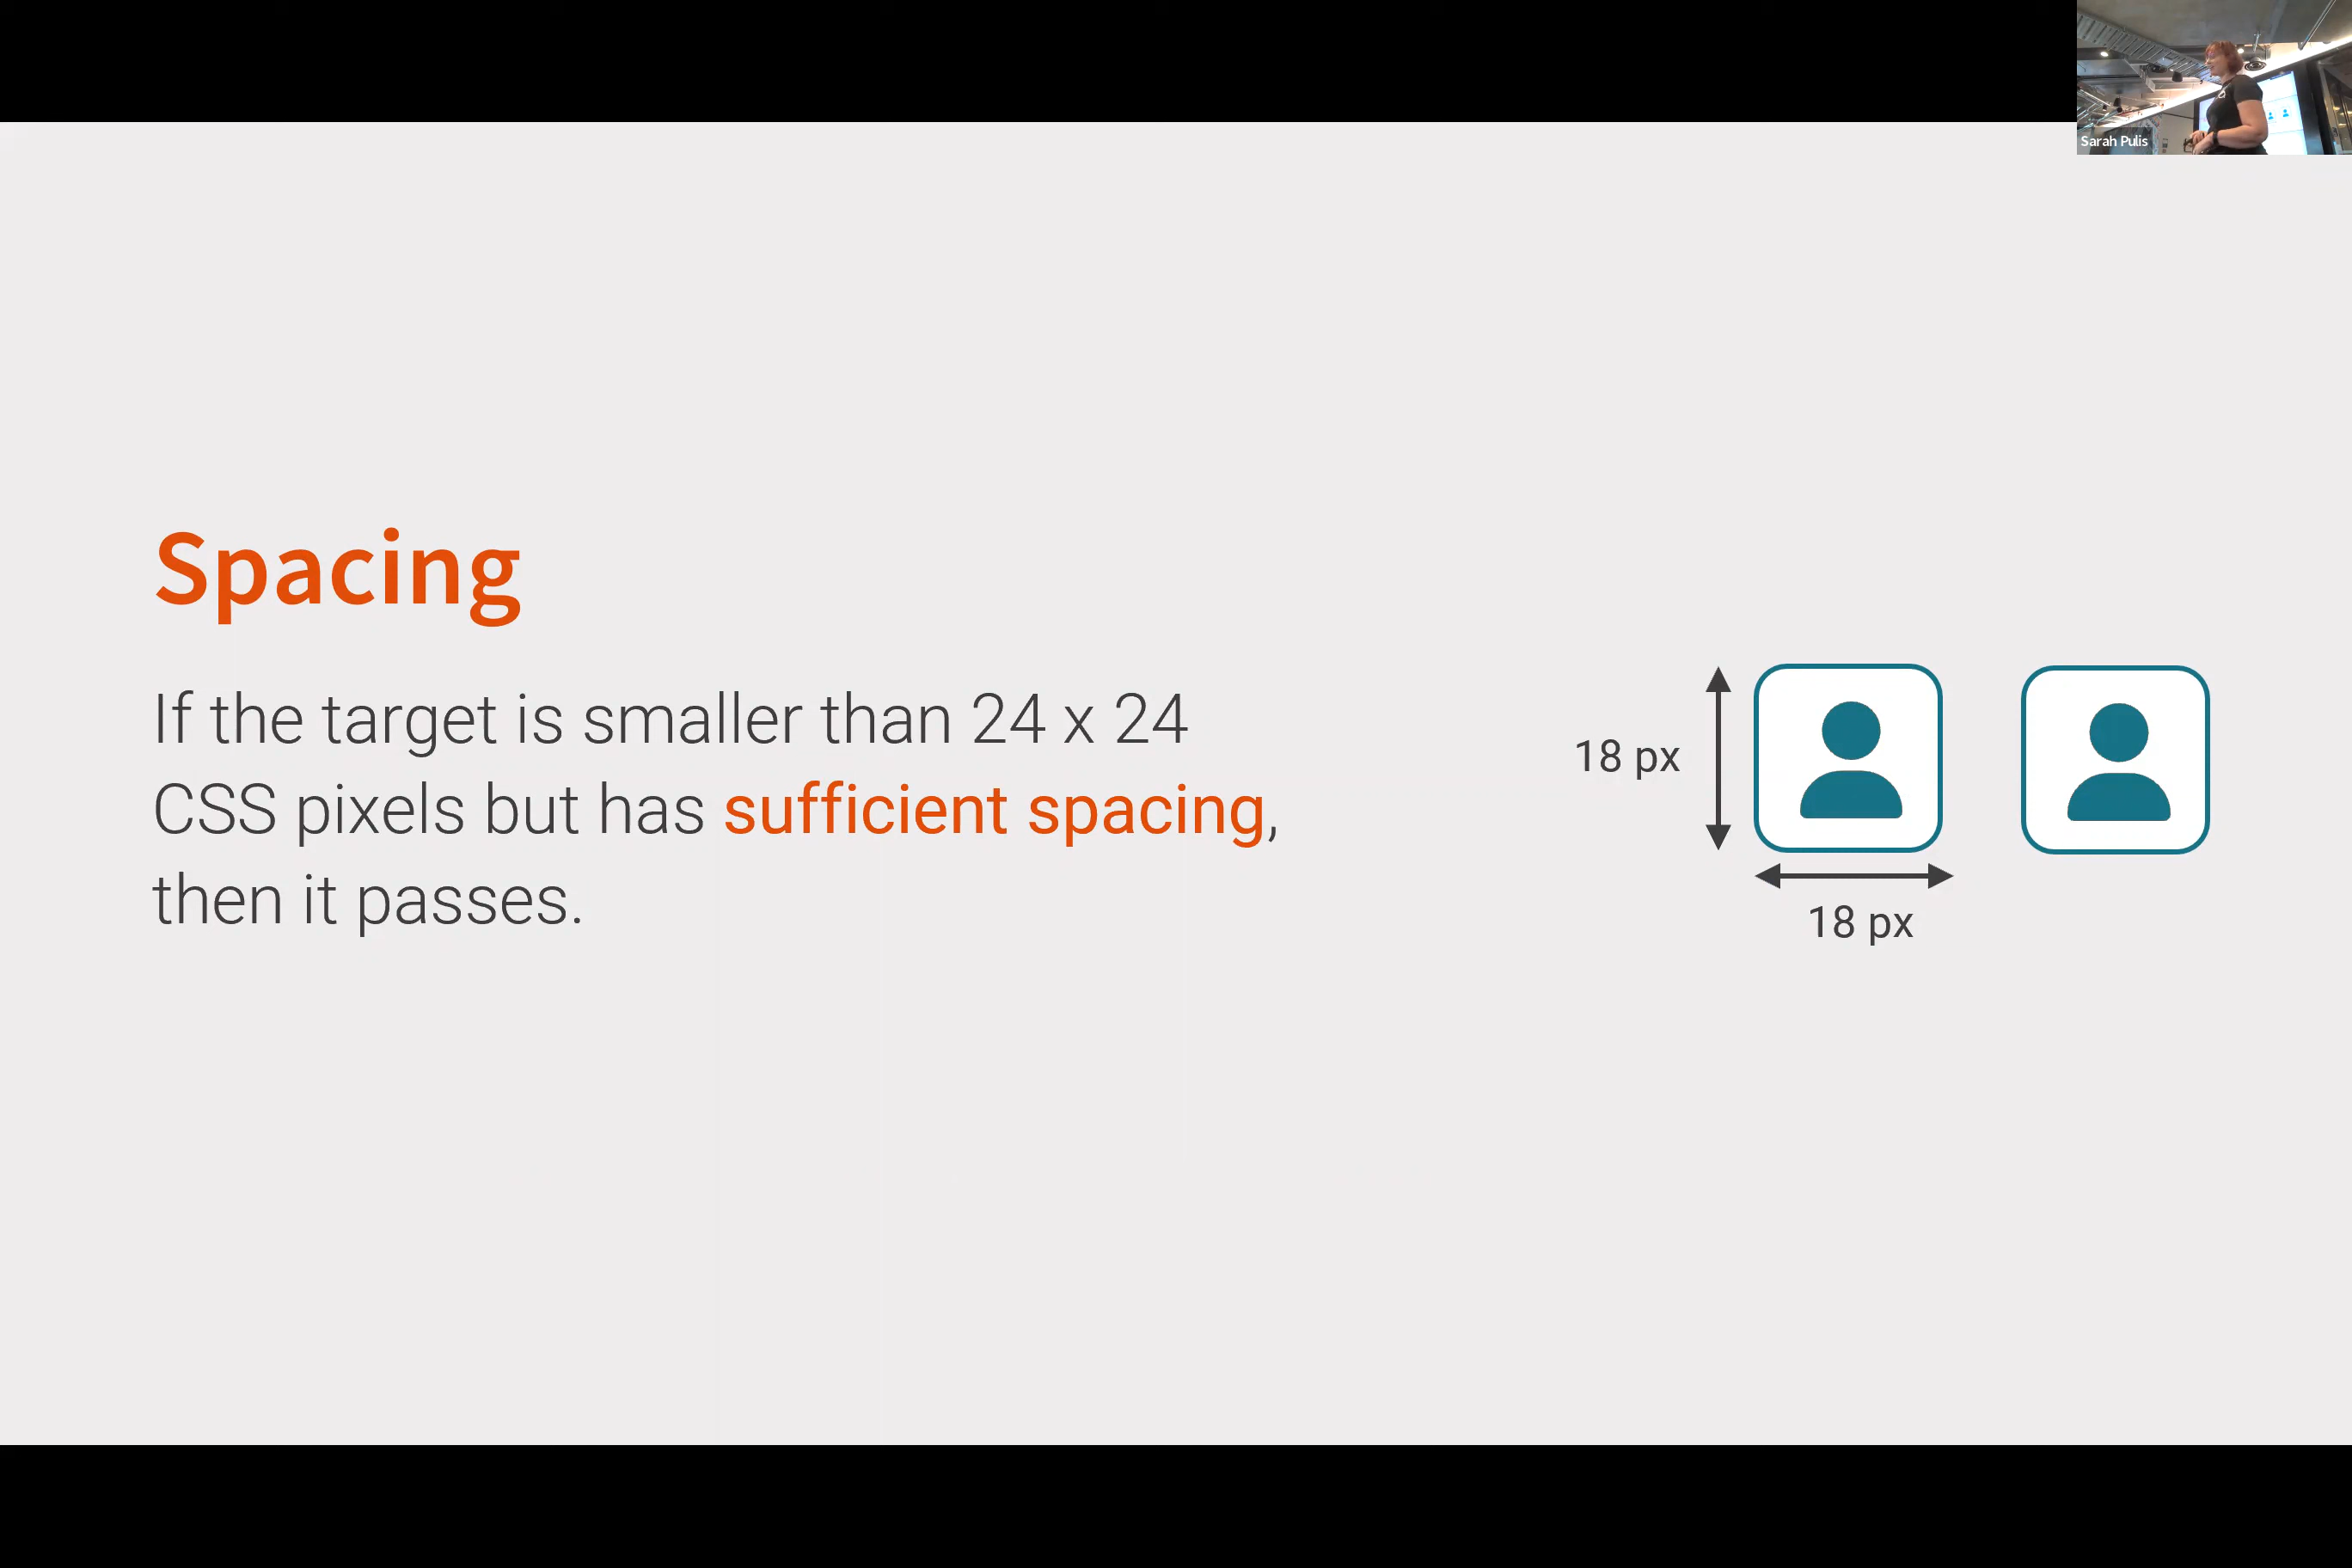 Sarah Pulis
Spacing
If the target is smaller than 24 x 24
CSS pixels but has sufficient spacing,
then it passes.
18 px
18 px